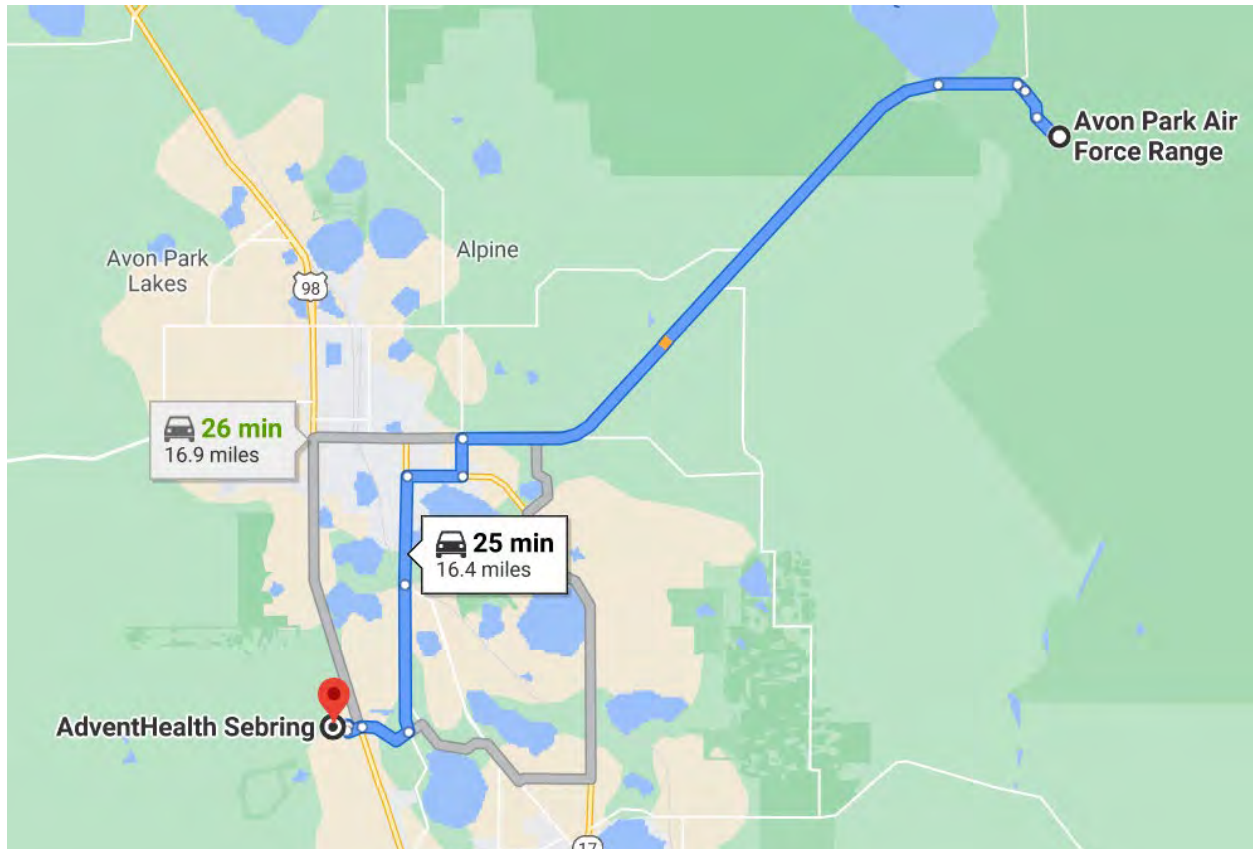 Avon Park Air
Force Range
Avon Park
Lakes
Alpine
98
26 min
16.9 miles
25 min
16.4 miles
AdventHealth Sebring
17